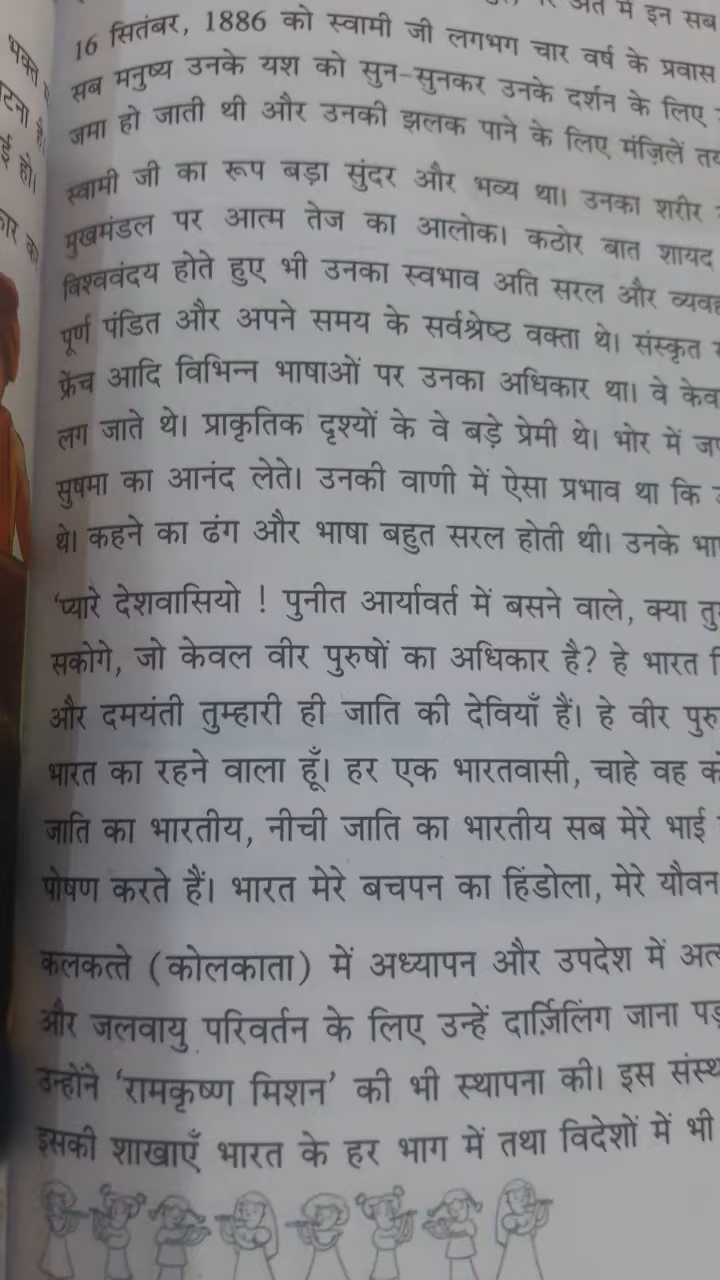 में इन सब
16 सितंबर, 1886 को स्वामी जी लगभग चार वर्ष के प्रवास
सब मनुष्य उनके यश को सुन-सुनकर उनके दर्शन के लिए
जमा हो जाती थी और उनकी झलक पाने के लिए मंज़िलें
स्वामी जी का रूप बड़ा सुंदर और भव्य था। उनका शरीर
मुखमंडल पर आत्म तेज का आलोक। कठोर बात शायद
विश्ववंदय होते हुए भी उनका स्वभाव अति सरल और
पूर्ण पंडित और अपने समय के सर्वश्रेष्ठ वक्ता थे। संस्कृत
फ्रेंच आदि विभिन्न भाषाओं पर उनका अधिकार था। वे
लग जाते थे। प्राकृतिक दृश्यों के वे बड़े प्रेमी थे। भोर में
सुषमा का आनंद लेते। उनकी वाणी में ऐसा प्रभाव था कि
थे। कहने का ढंग और भाषा बहुत सरल होती थी। उनके
'प्यारे देशवासियो ! पुनीत आर्यावर्त में बसने वाले, क्या
सकोगे, जो केवल वीर पुरुषों का अधिकार है? हे भारत
और दमयंती तुम्हारी ही जाति की देवियाँ हैं। हे वीर
भारत का रहने वाला हूँ। हर एक भारतवासी, चाहे वह
जाति का भारतीय, नीची जाति का भारतीय सब मेरे भाई
पोषण करते हैं। भारत मेरे बचपन का हिंडोला, मेरे यौवन
कलकत्ते (कोलकाता) में अध्यापन और उपदेश में
और जलवायु परिवर्तन के लिए उन्हें दार्ज़िलिंग जाना
उन्होंने 'रामकृष्ण मिशन' की भी स्थापना की। इस
इसकी शाखाएँ भारत के हर भाग में तथा विदेशों में भी